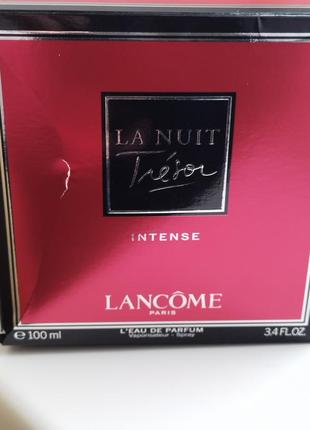 LA NUIT
Trésor
INTENSE
LANCÔME
PARIS
L'EAU DE PARFUM
℮ 100 ml Vaporisateur - Spray 3.4 FL.OZ.